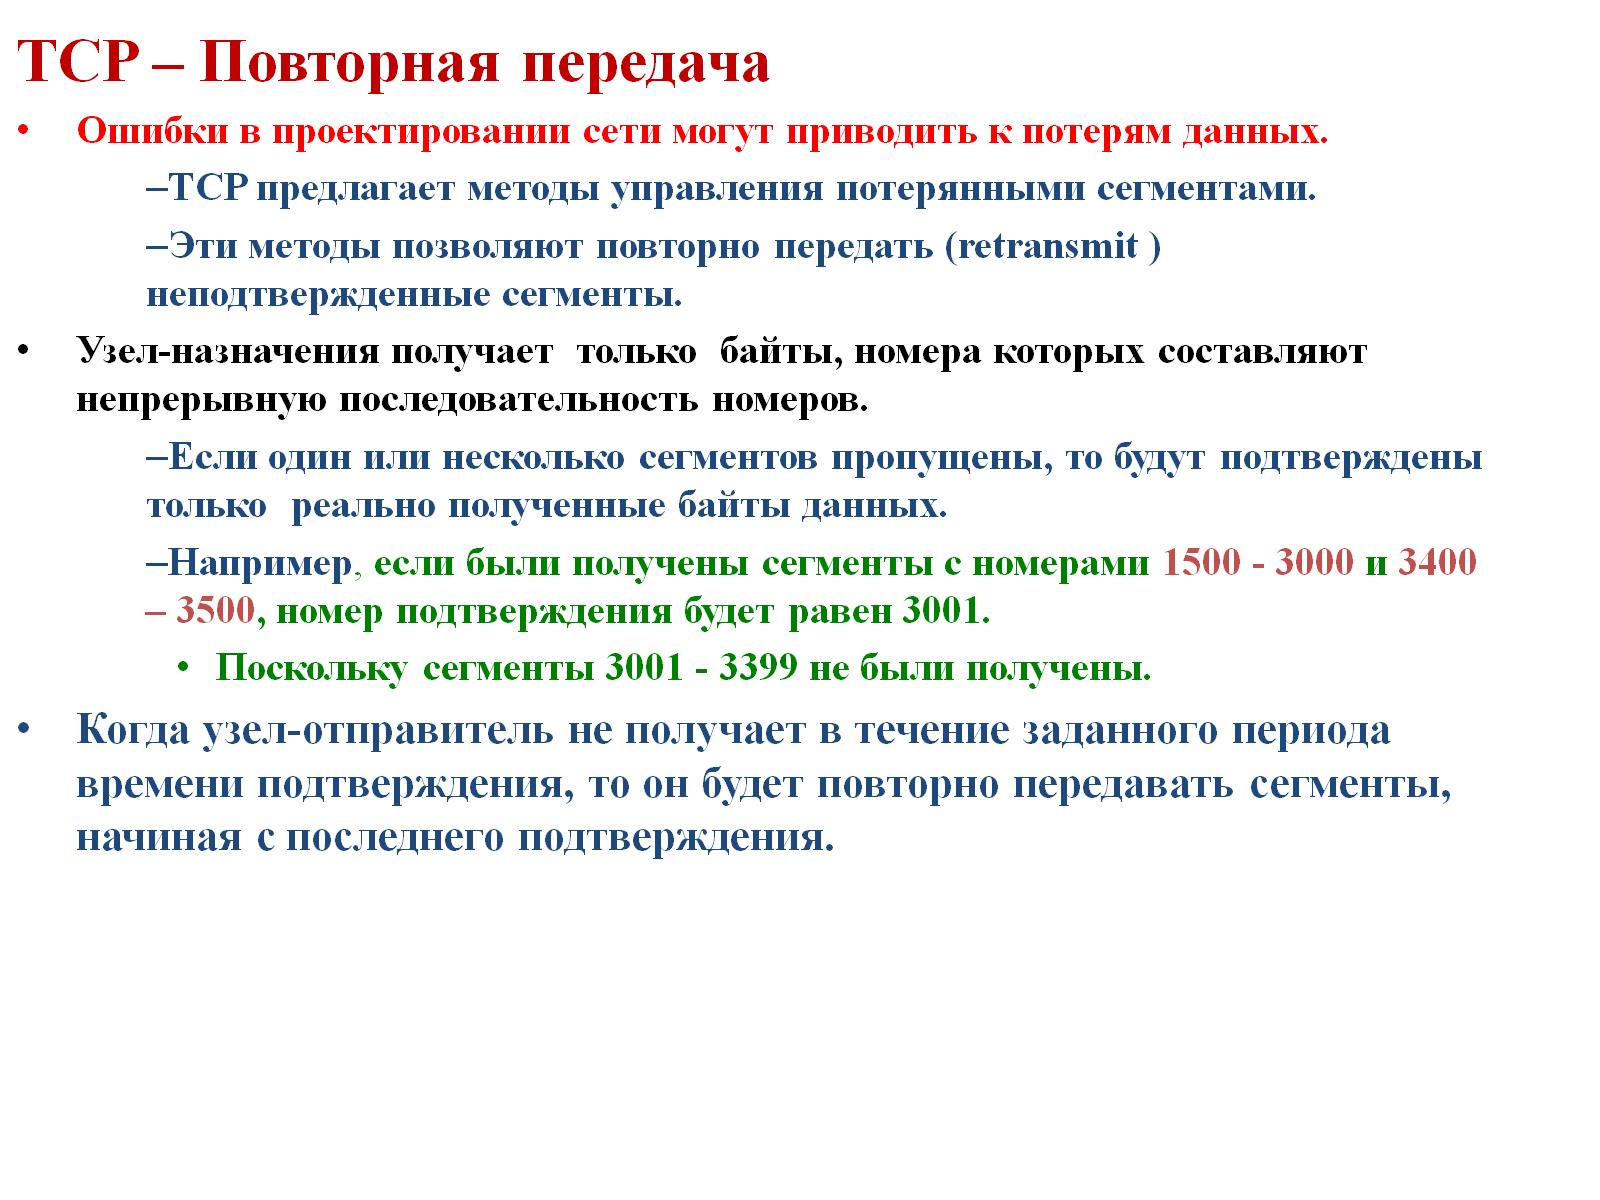 TCP – Повторная передача
• Ошибки в проектировании сети могут приводить к потерям данных.
–TCP предлагает методы управления потерянными сегментами.
–Эти методы позволяют повторно передать (retransmit )
неподтвержденные сегменты.
• Узел-назначения получает  только  байты, номера которых составляют
непрерывную последовательность номеров.
–Если один или несколько сегментов пропущены, то будут подтверждены
только  реально полученные байты данных.
–Например, если были получены сегменты с номерами 1500 - 3000 и 3400
– 3500, номер подтверждения будет равен 3001.
• Поскольку сегменты 3001 - 3399 не были получены.
• Когда узел-отправитель не получает в течение заданного периода
времени подтверждения, то он будет повторно передавать сегменты,
начиная с последнего подтверждения.